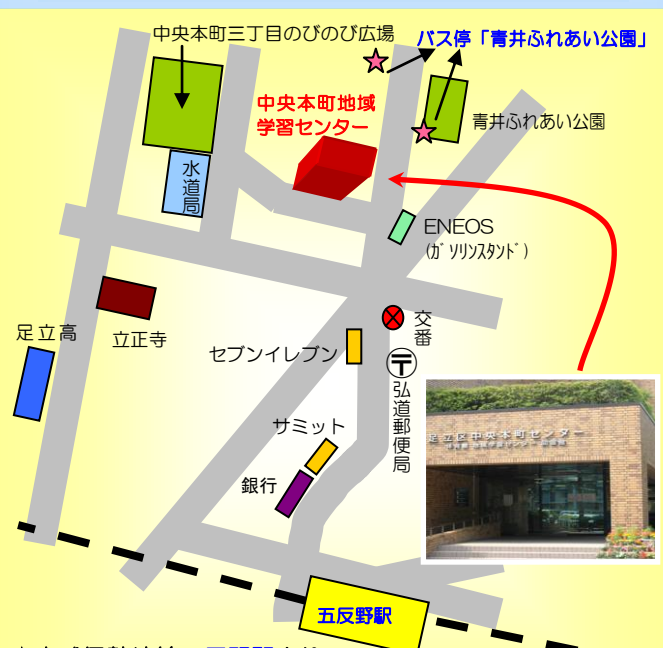 中央本町三丁目のびのび広場
バス停「青井ふれあい公園」
中央本町地域
学習センター
青井ふれあい公園
水道局
ENEOS
(ｶﾞｿﾘﾝｽﾀﾝﾄﾞ)
足立高
立正寺
交番
セブンイレブン
〒
弘道郵便局
サミット
銀行
足立区中央本町センター
五反野駅